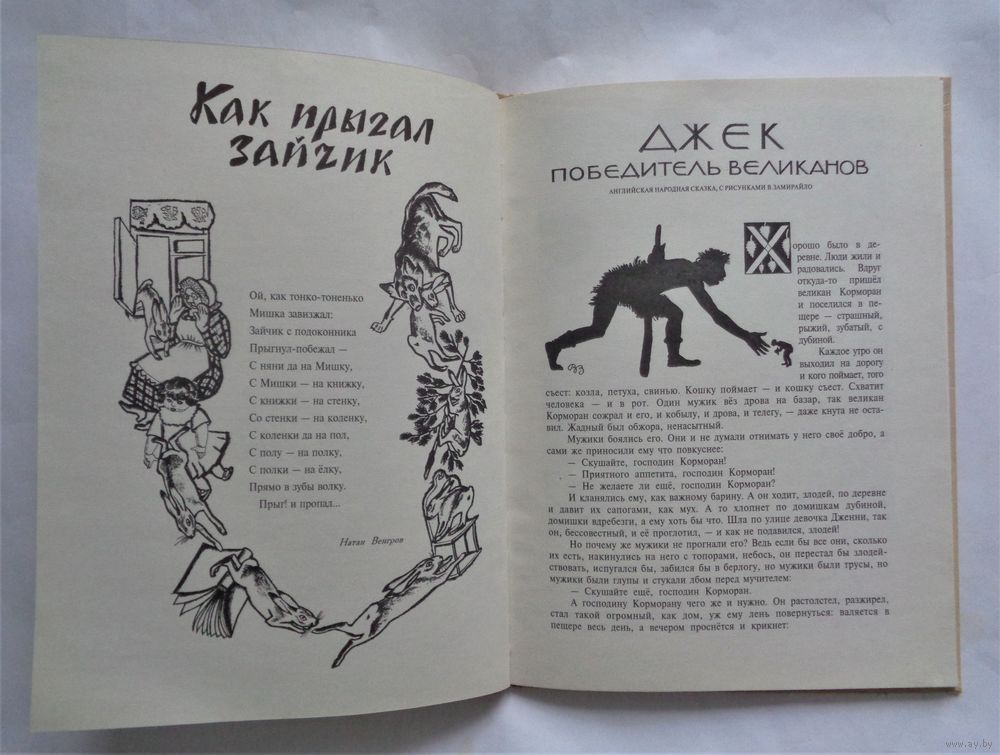 Как прыгал
Зайчик
Ой, как тонко-тоненько
Мишка завизжал:
Зайчик с подоконника
Прыгнул-побежал —
С няни да на Мишку,
С Мишки — на книжку,
С книжки — на стенку,
Со стенки — на коленку,
С коленки да на пол,
С полу — на полку,
С полки — на ёлку,
Прямо в зубы волку.
Прыг! и пропал...
Натан Венгров
ДЖЕК
ПОБЕДИТЕЛЬ ВЕЛИКАНОВ
АНГЛИЙСКАЯ НАРОДНАЯ СКАЗКА, С РИСУНКАМИ В. ЗАМИРАЙЛО
Хорошо было в де-
ревне. Люди жили и
радовались. Вдруг
откуда-то пришёл
великан Корморан
и поселился в пе-
щере — страшный,
рыжий, зубатый, с
дубиной.
Каждое утро он
выходил на дорогу
и кого поймает, того
съест: козла, петуха, свинью. Кошку поймает — и кошку съест. Схватит
человека — и в рот. Один мужик вёз дрова на базар, так великан
Корморан сожрал и его, и кобылу, и дрова, и телегу, — даже кнута не оста-
вил. Жадный был обжора, ненасытный.
Мужики боялись его. Они и не думали отнимать у него своё добро, а
сами же приносили ему что повкуснее:
— Скушайте, господин Корморан!
— Приятного аппетита, господин Корморан!
— Не желаете ли ещё, господин Корморан?
И кланялись ему, как важному барину. А он ходит, злодей, по деревне
и давит их сапогами, как мух. А то хлопнет по домишкам дубиной,
домишки вдребезги, а ему хоть бы что. Шла по улице девочка Дженни, так
он, бессовестный, и её проглотил, — и как не подавился, злодей!
Но почему же мужики не прогнали его? Ведь если бы все они, сколько
их есть, накинулись на него с топорами, небось, он перестал бы злодей-
ствовать, испугался бы, забился бы в берлогу, но мужики были трусы, но
мужики были глупы и стукали лбом перед мучителем:
— Скушайте ещё, господин Корморан.
А господину Корморану чего же и нужно. Он растолстел, разжирел,
стал такой огромный, как дом, уж ему лень повернуться: валяется в
пещере весь день, а вечером проснётся и крикнет:
www.ay.by